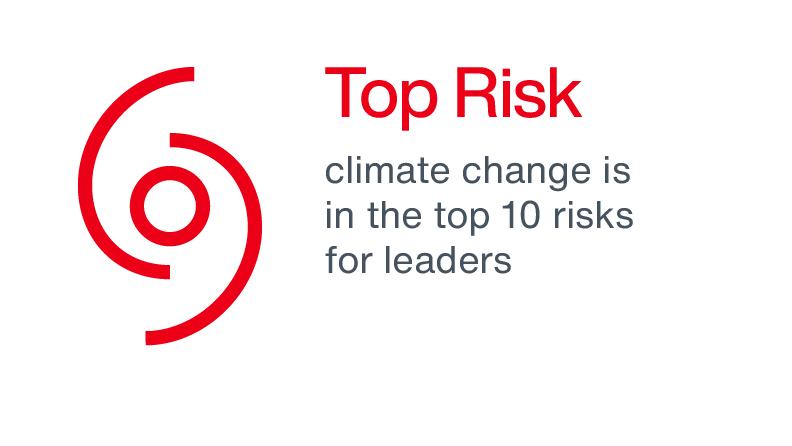 Top Risk
climate change is
in the top 10 risks
for leaders